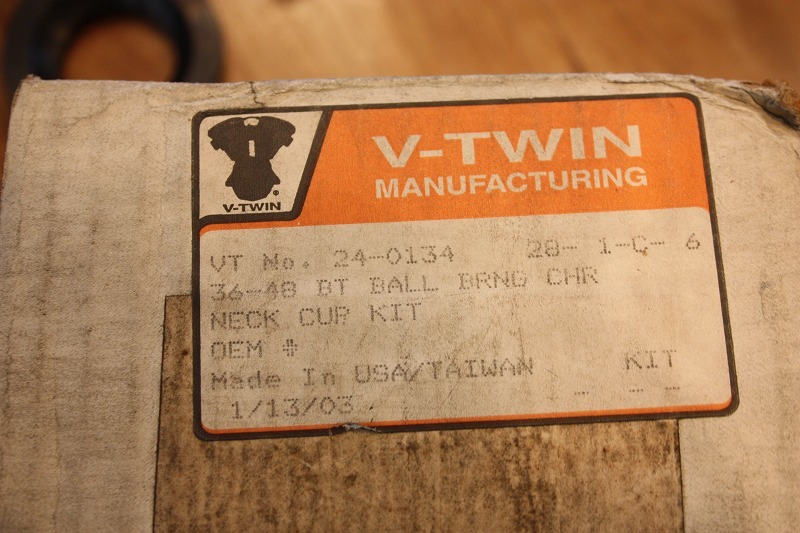 V-TWIN
MANUFACTURING
V-TWIN
VT No. 24-0134 28- 1-C- 6
36-48 BT BALL BRNG CHR
NECK CUP KIT
OEM #
Made In USA/TAIWAN KIT
1/13/03